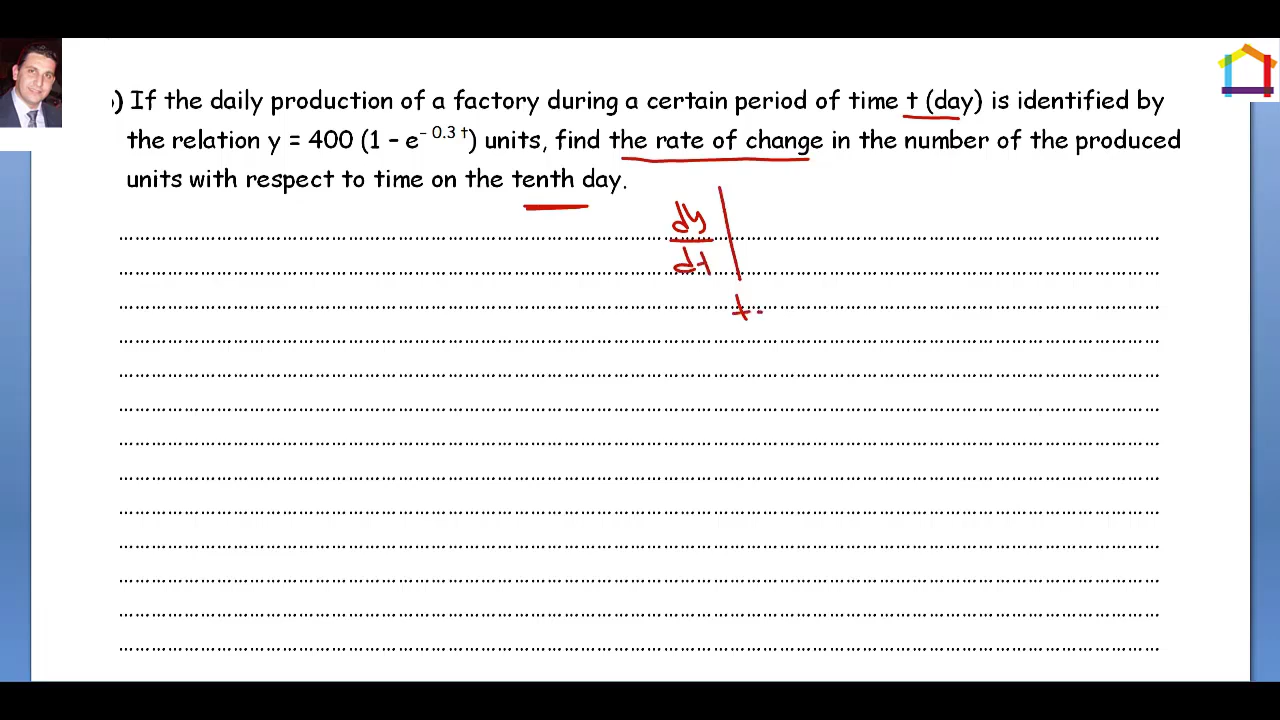 ) If the daily production of a factory during a certain period of time t (day) is identified by
the relation y = 400 (1 – e^– 0.3 t) units, find the rate of change in the number of the produced
units with respect to time on the tenth day.
dy
dt
t =